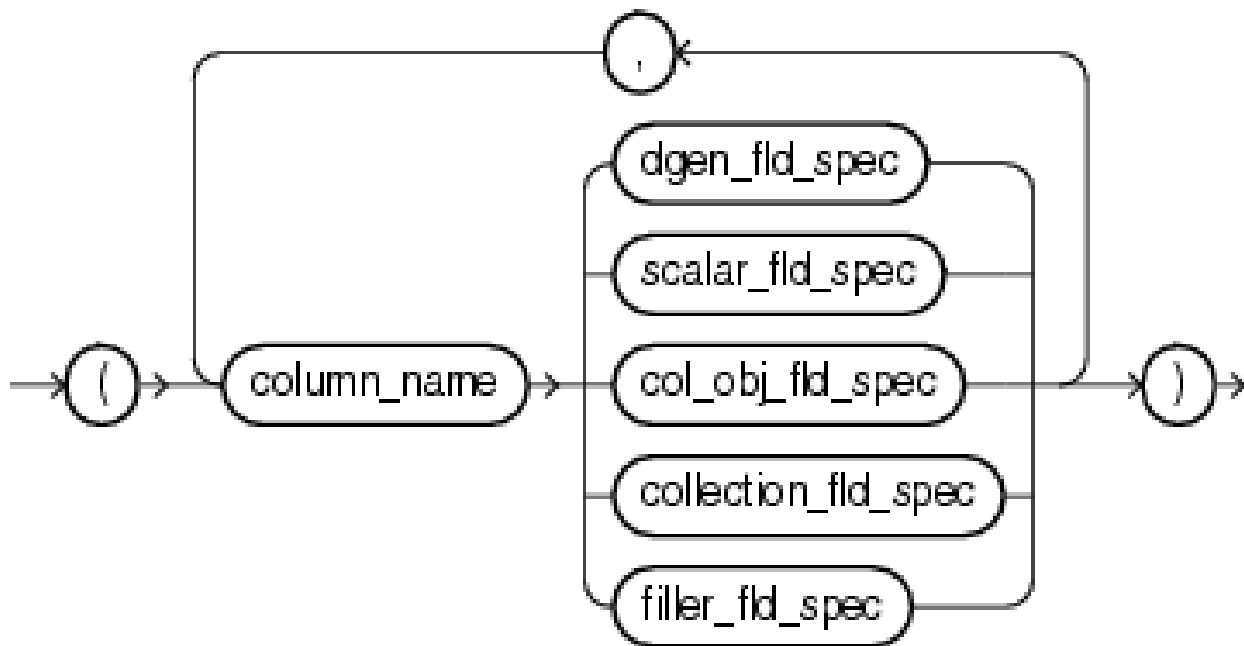 ,
dgen_fld_spec
scalar_fld_spec
( column_name col_obj_fld_spec )
collection_fld_spec
filler_fld_spec